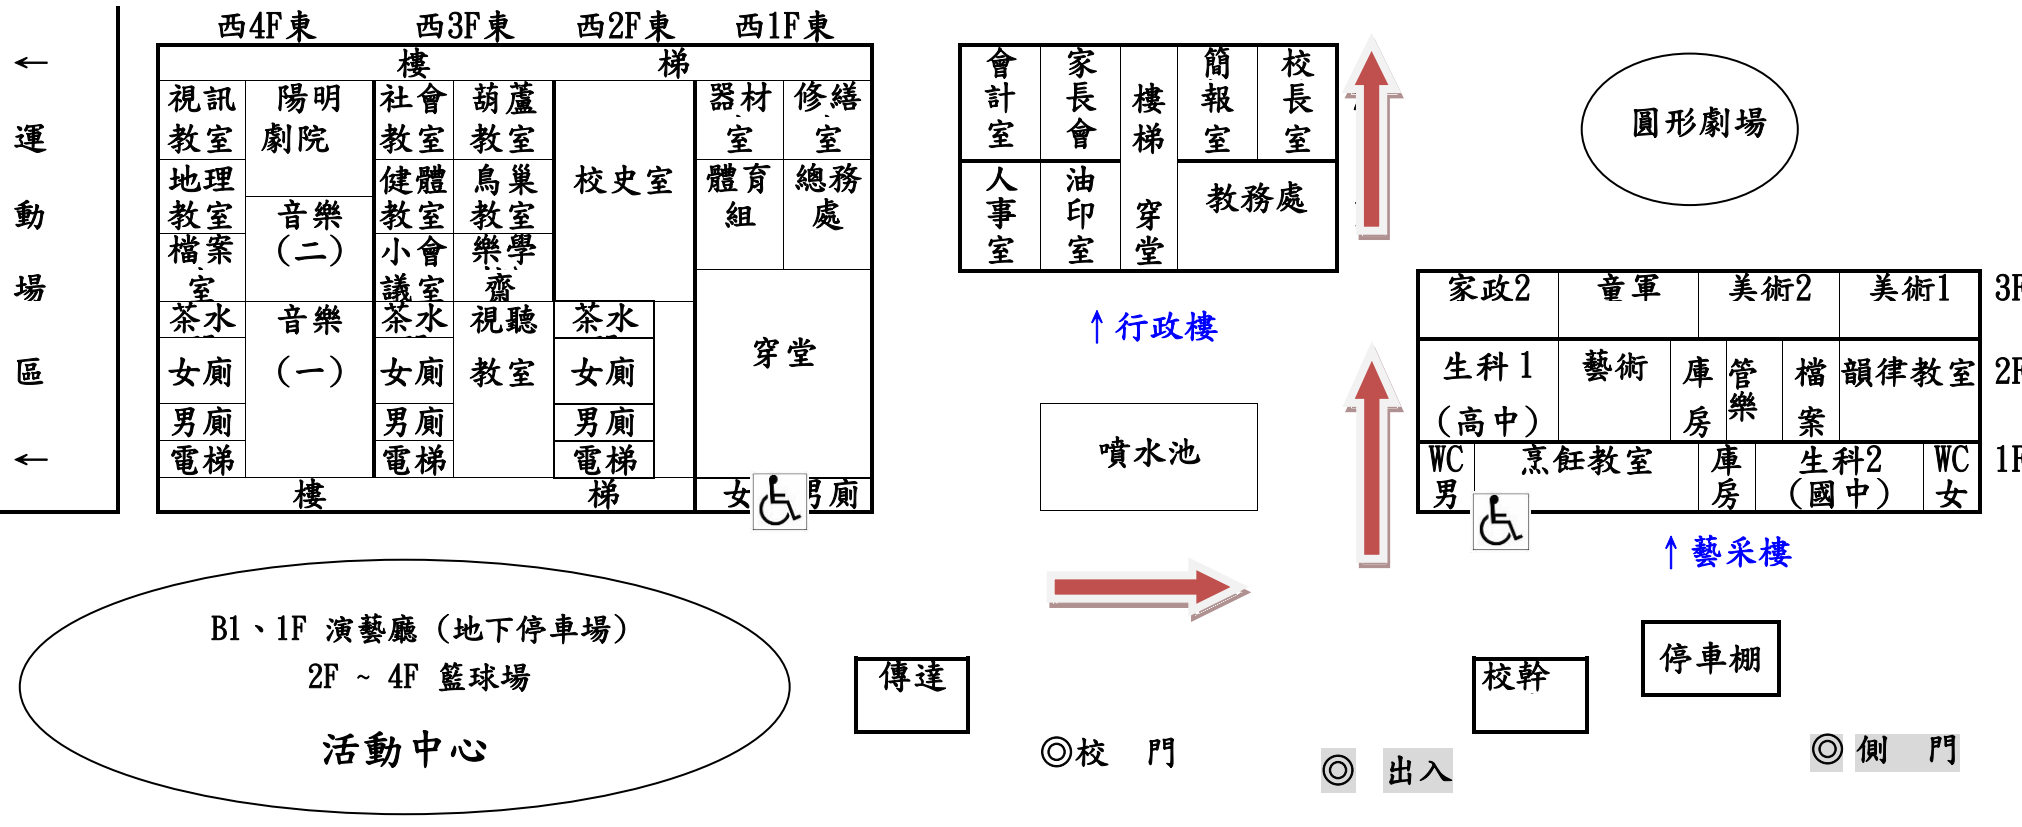 西4F東 西3F東 西2F東 西1F東
樓 梯
視訊教室
陽明劇院
社會教室
葫蘆教室
校史室
器材室
修繕室
地理教室
健體教室
鳥巢教室
體育組
總務處
音樂(二)
檔案室
小會議室
樂學齋
穿堂
茶水
音樂(一)
茶水
視聽教室
茶水
女廁
女廁
女廁
男廁
男廁
男廁
電梯
電梯
電梯
樓 梯
女
男廁
←
運
動
場
區
←
會計室
家長會
樓梯
簡報室
校長室
人事室
油印室
穿堂
教務處
↑行政樓
噴水池
圓形劇場
家政2 童軍 美術2 美術1 3F
生科1(高中)
藝術
庫房
管樂
檔案
韻律教室
2F
WC男
烹飪教室
庫房
生科2(國中)
WC女
1F
↑藝采樓
B1、1F 演藝廳(地下停車場)
2F ~ 4F 籃球場
活動中心
傳達
校幹
停車棚
◎校 門
◎ 出入
◎ 側 門